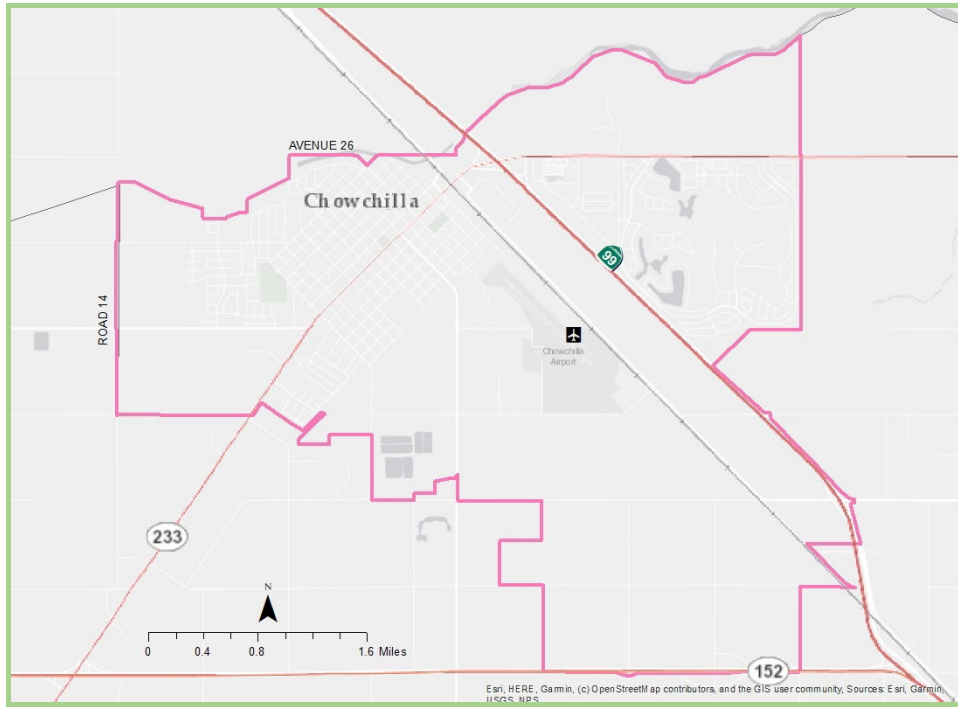 AVENUE 26
Chowchilla
ROAD 14
99
Chowchilla
Airport
233
N
0 0.4 0.8 1.6 Miles
152
Esri, HERE, Garmin, (c) OpenStreetMap contributors, and the GIS user community, Sources: Esri, Garmin,
USGS, NPS